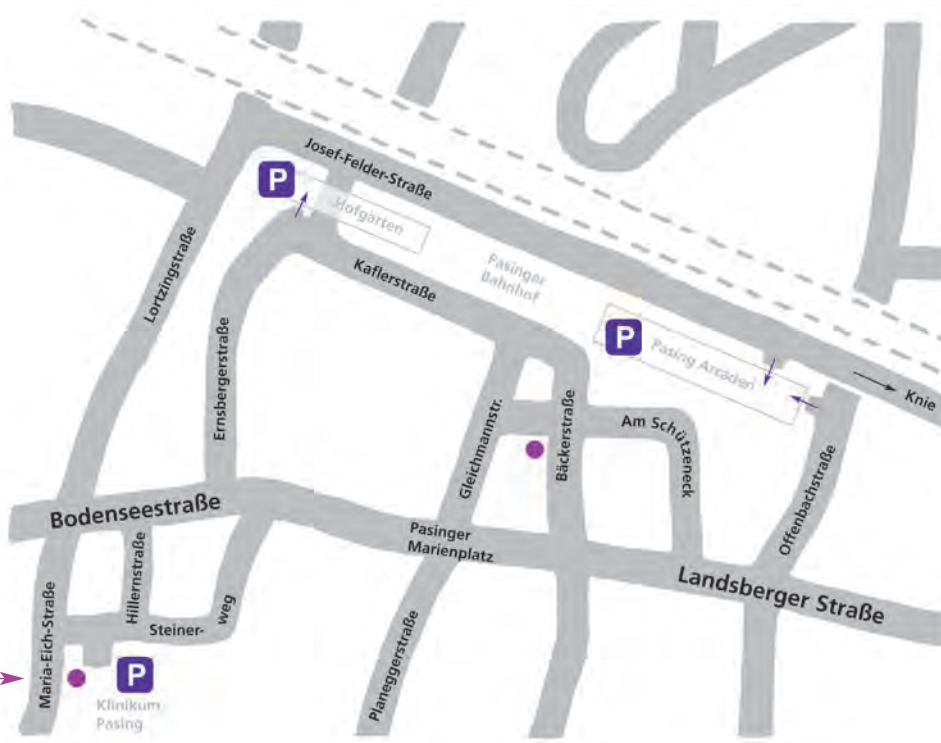 Josef-Felder-Straße
P
Hofgärten
Lortzingstraße
Kaflerstraße
Pasinger
Bahnhof
P
Pasing Arcaden
Knie
Ernsbergerstraße
Gleichmannstr.
Bäckerstraße
Am Schützeneck
Offenbachstraße
Bodenseestraße
Pasinger
Marienplatz
Landsberger Straße
Hillernstraße
Steiner-
weg
Maria-Eich-Straße
Planeggerstraße
P
Klinikum
Pasing